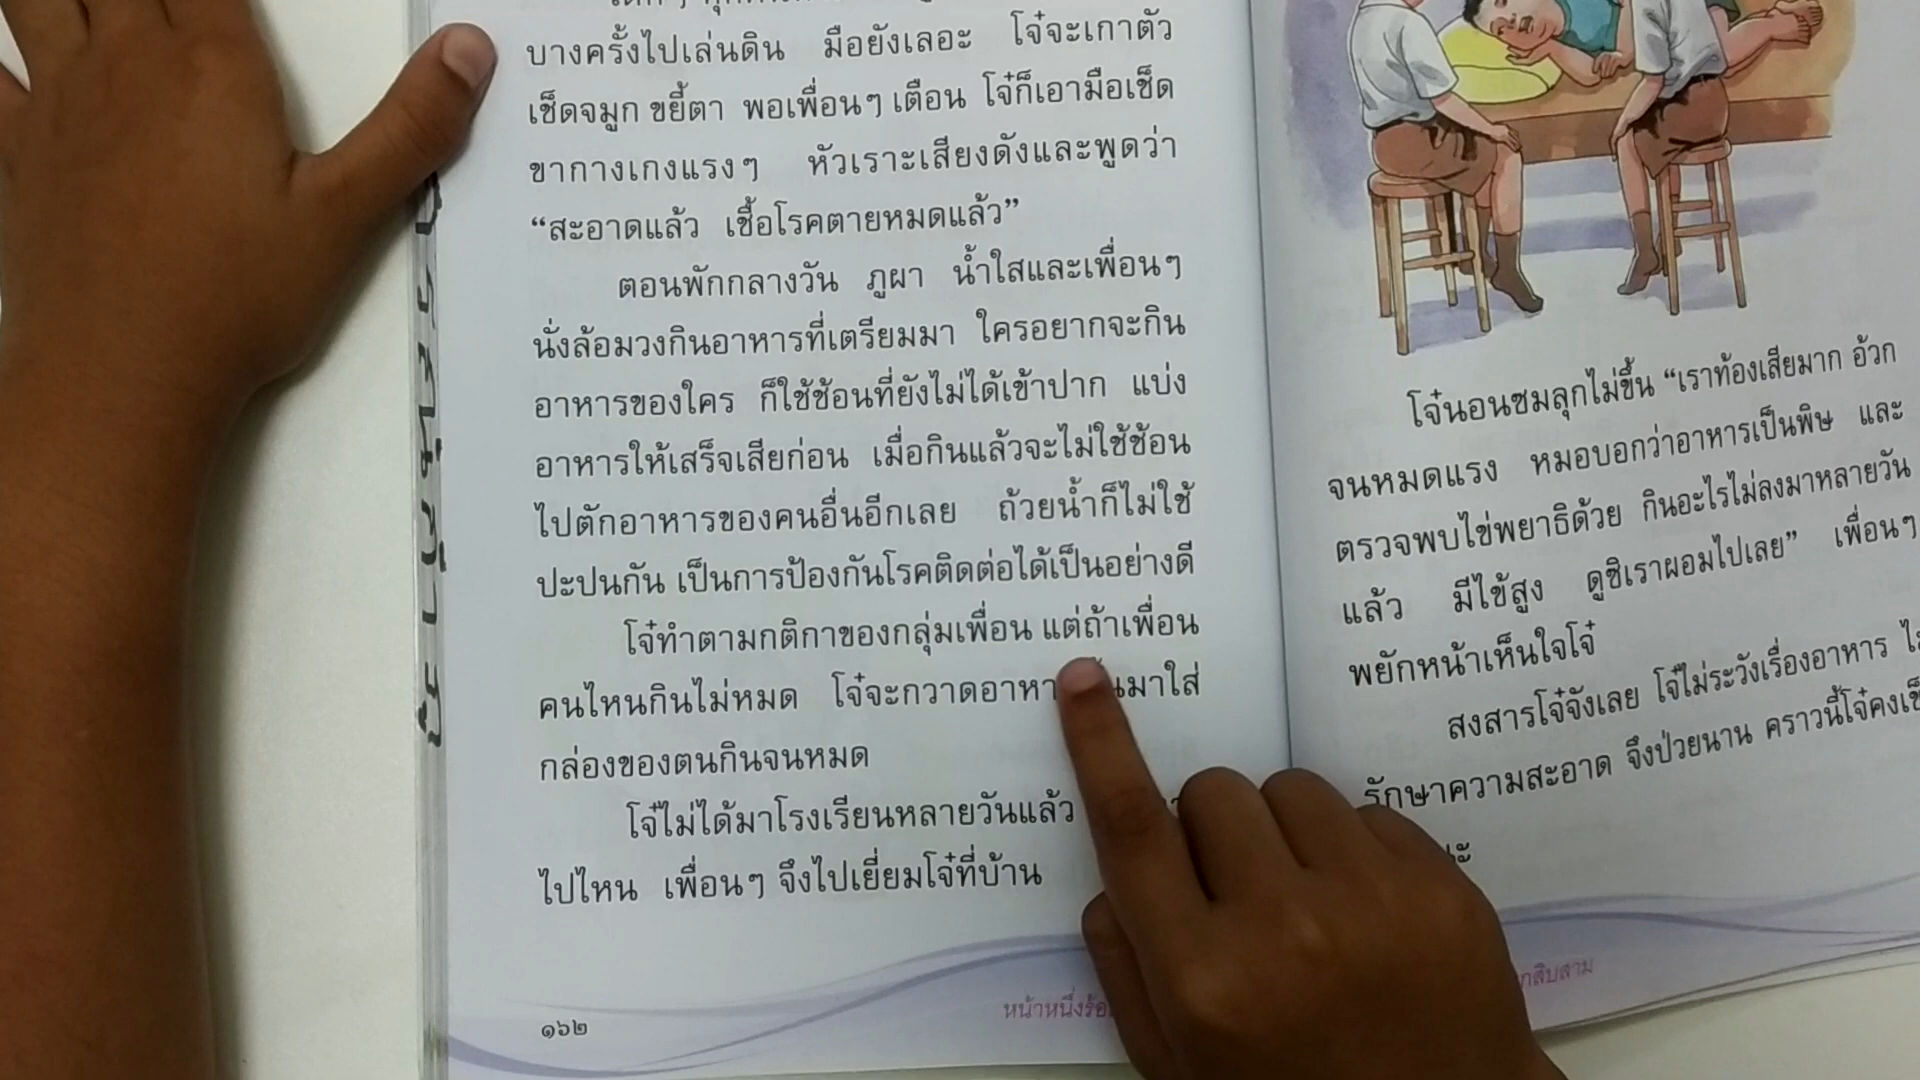 บางครั้งไปเล่นดิน มือยังเลอะ โจ๋จะเกาตัว
เช็ดจมูก ขยี้ตา พอเพื่อนๆ เตือน โจ๋ก็เอามือเช็ด
ขากางเกงแรงๆ หัวเราะเสียงดังและพูดว่า
“สะอาดแล้ว เชื้อโรคตายหมดแล้ว”
ตอนพักกลางวัน ภูผา น้ำใสและเพื่อนๆ
นั่งล้อมวงกินอาหารที่เตรียมมา ใครอยากจะกิน
อาหารของใคร ก็ใช้ช้อนที่ยังไม่ได้เข้าปาก แบ่ง
อาหารให้เสร็จเสียก่อน เมื่อกินแล้วจะไม่ใช้ช้อน
ไปตักอาหารของคนอื่นอีกเลย ถ้วยน้ำก็ไม่ใช้
ปะปนกัน เป็นการป้องกันโรคติดต่อได้เป็นอย่างดี
โจ๋ทำตามกติกาของกลุ่มเพื่อน แต่ถ้าเพื่อน
คนไหนกินไม่หมด โจ๋จะกวาดอาหา มาใส่
กล่องของตนกินจนหมด
โจ๋ไม่ได้มาโรงเรียนหลายวันแล้ว
ไปไหน เพื่อนๆ จึงไปเยี่ยมโจ๋ที่บ้าน
๑๖๒
หน้าหนึ่งร้อ
โจ๋นอนซมลุกไม่ขึ้น “เราท้องเสียมาก อ้วก
จนหมดแรง หมอบอกว่าอาหารเป็นพิษ และ
ตรวจพบไข่พยาธิด้วย กินอะไรไม่ลงมาหลายวัน
แล้ว มีไข้สูง ดูซิเราผอมไปเลย” เพื่อนๆ
พยักหน้าเห็นใจโจ๋
สงสารโจ๋จังเลย โจ๋ไม่ระวังเรื่องอาหาร
รักษาความสะอาด จึงป่วยนาน คราวนี้โจ๋คง
กสิบสาม